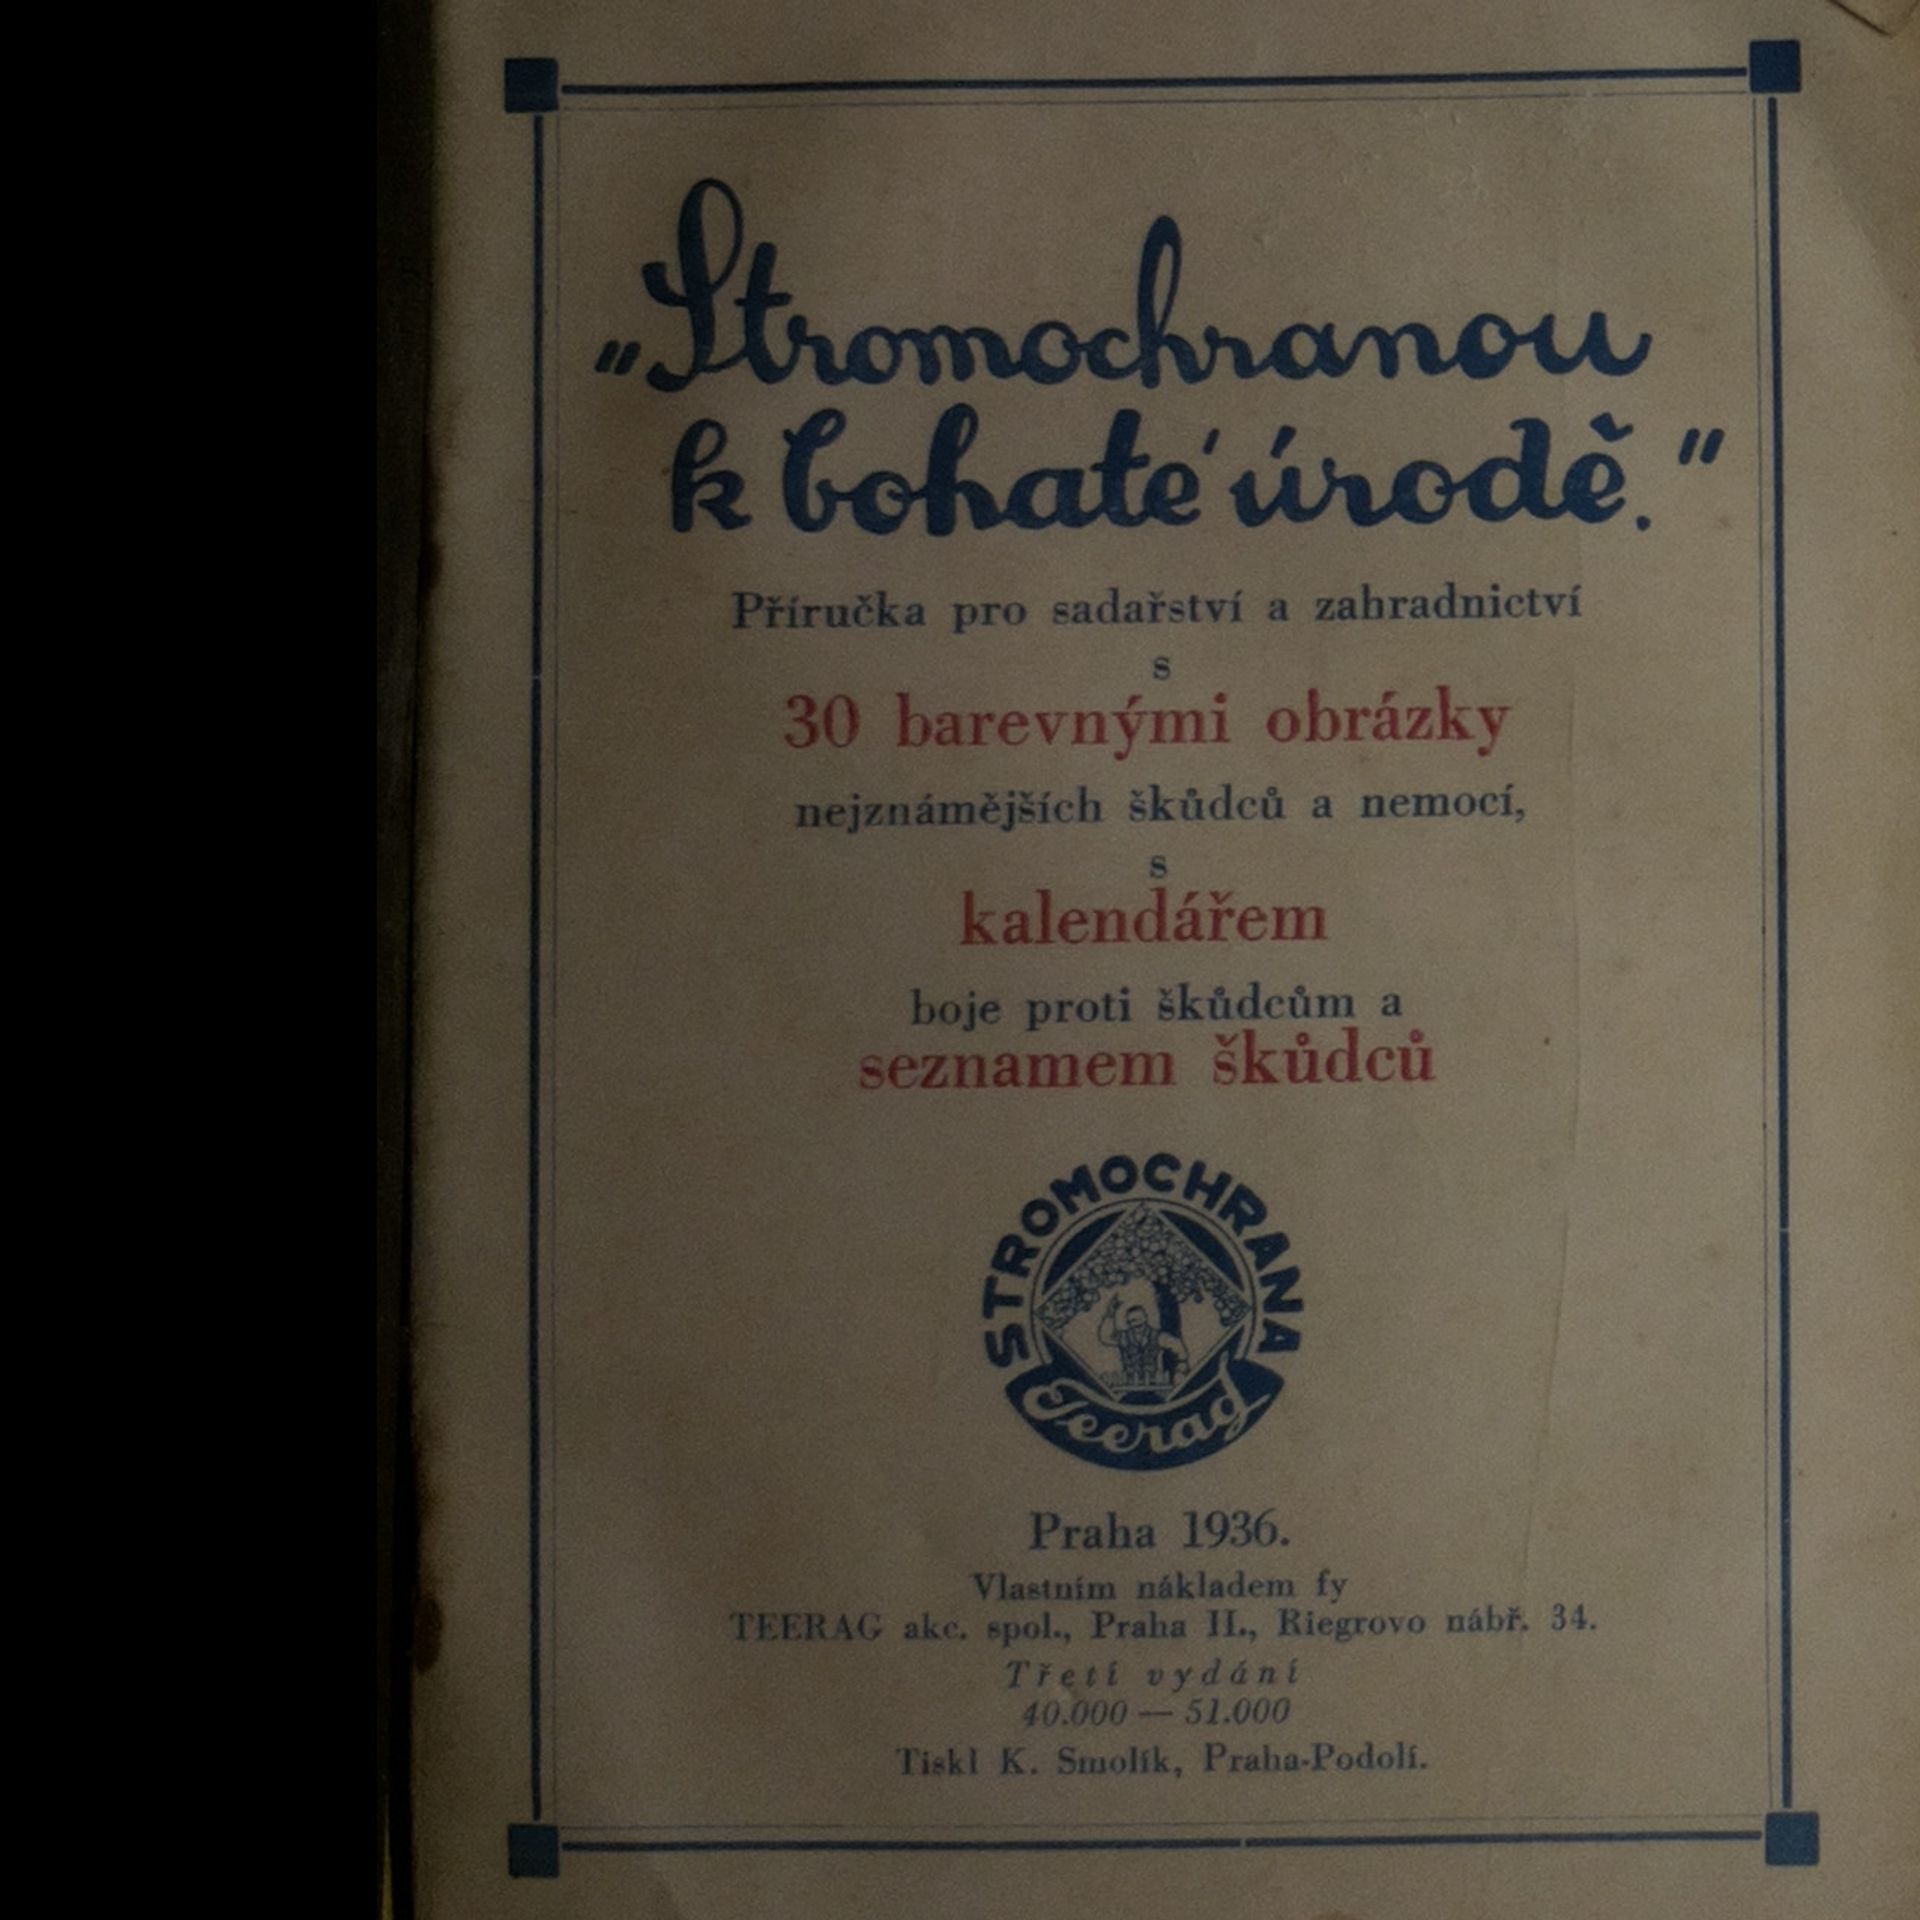 „Stromochranou
k bohaté úrodě."
Příručka pro sadařství a zahradnictví
s
30 barevnými obrázky
nejznámějších škůdců a nemocí,
s
kalendářem
boje proti škůdcům a
seznamem škůdců
STROMOCHRANA
Teerag
Praha 1936.
Vlastním nákladem fy
TEERAG akc. spol., Praha II., Riegrovo nábř. 34.
Třetí vydání
40.000 — 51.000
Tiskl K. Smolík, Praha-Podolí.